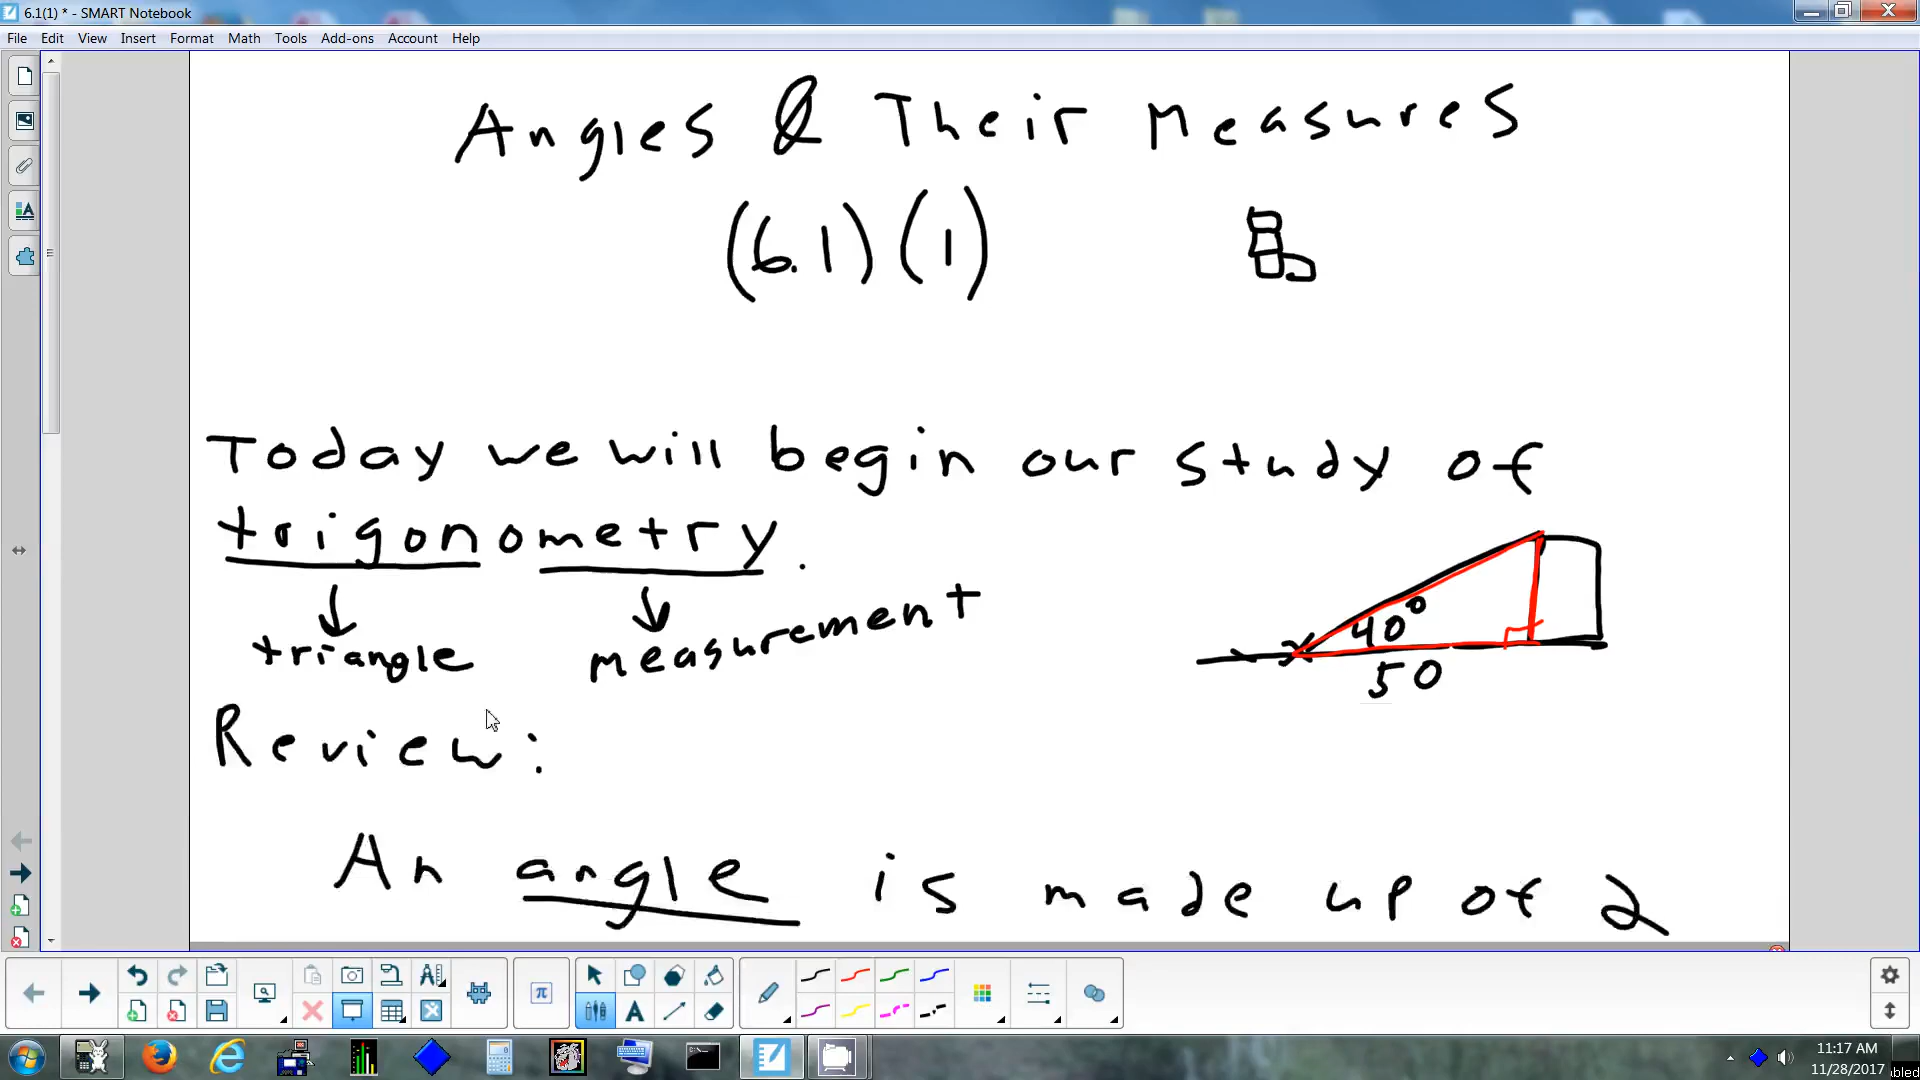 6.1(1) * - SMART Notebook
File Edit View Insert Format Math Tools Add-ons Account Help
Angles & Their Measures
(6.1)(1)
Today we will begin our study of
trigonometry.
triangle measurement
40°
50
Review:
An angle is made up of 2
π
A
C:\
11:17 AM
11/28/2017
bled